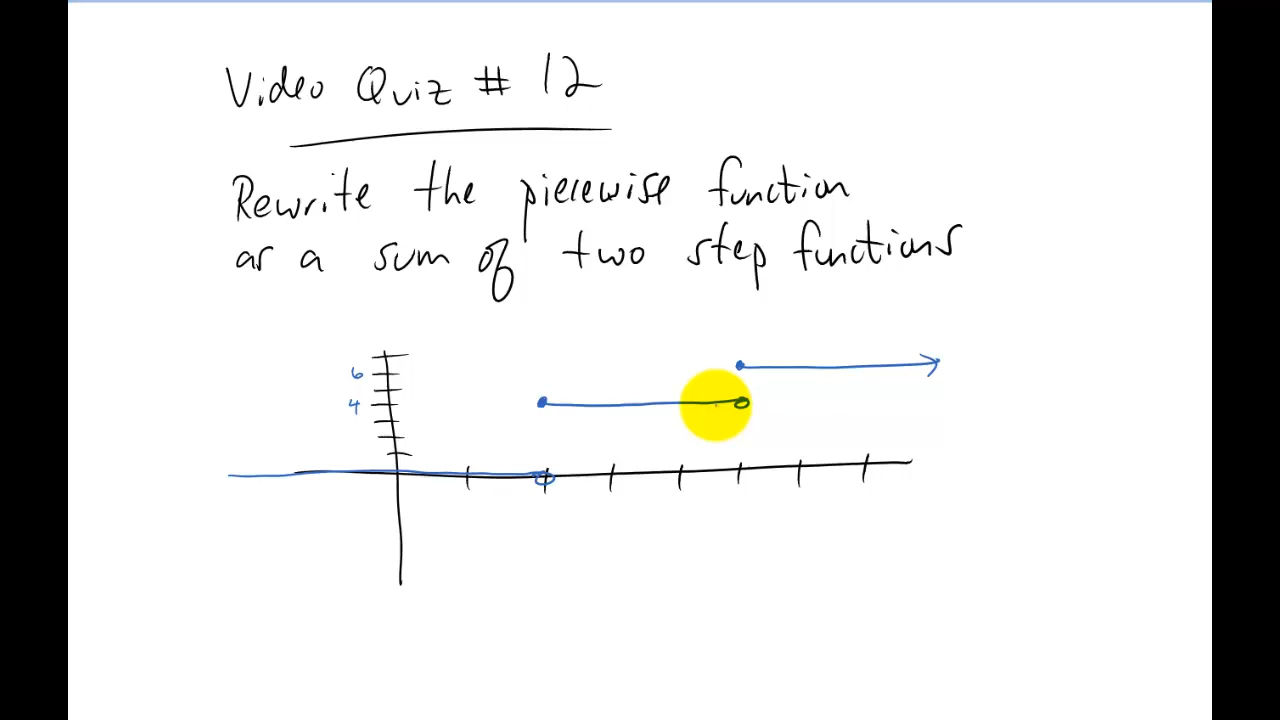 Video Quiz # 12
Rewrite the piecewise function
as a sum of two step functions
6
4